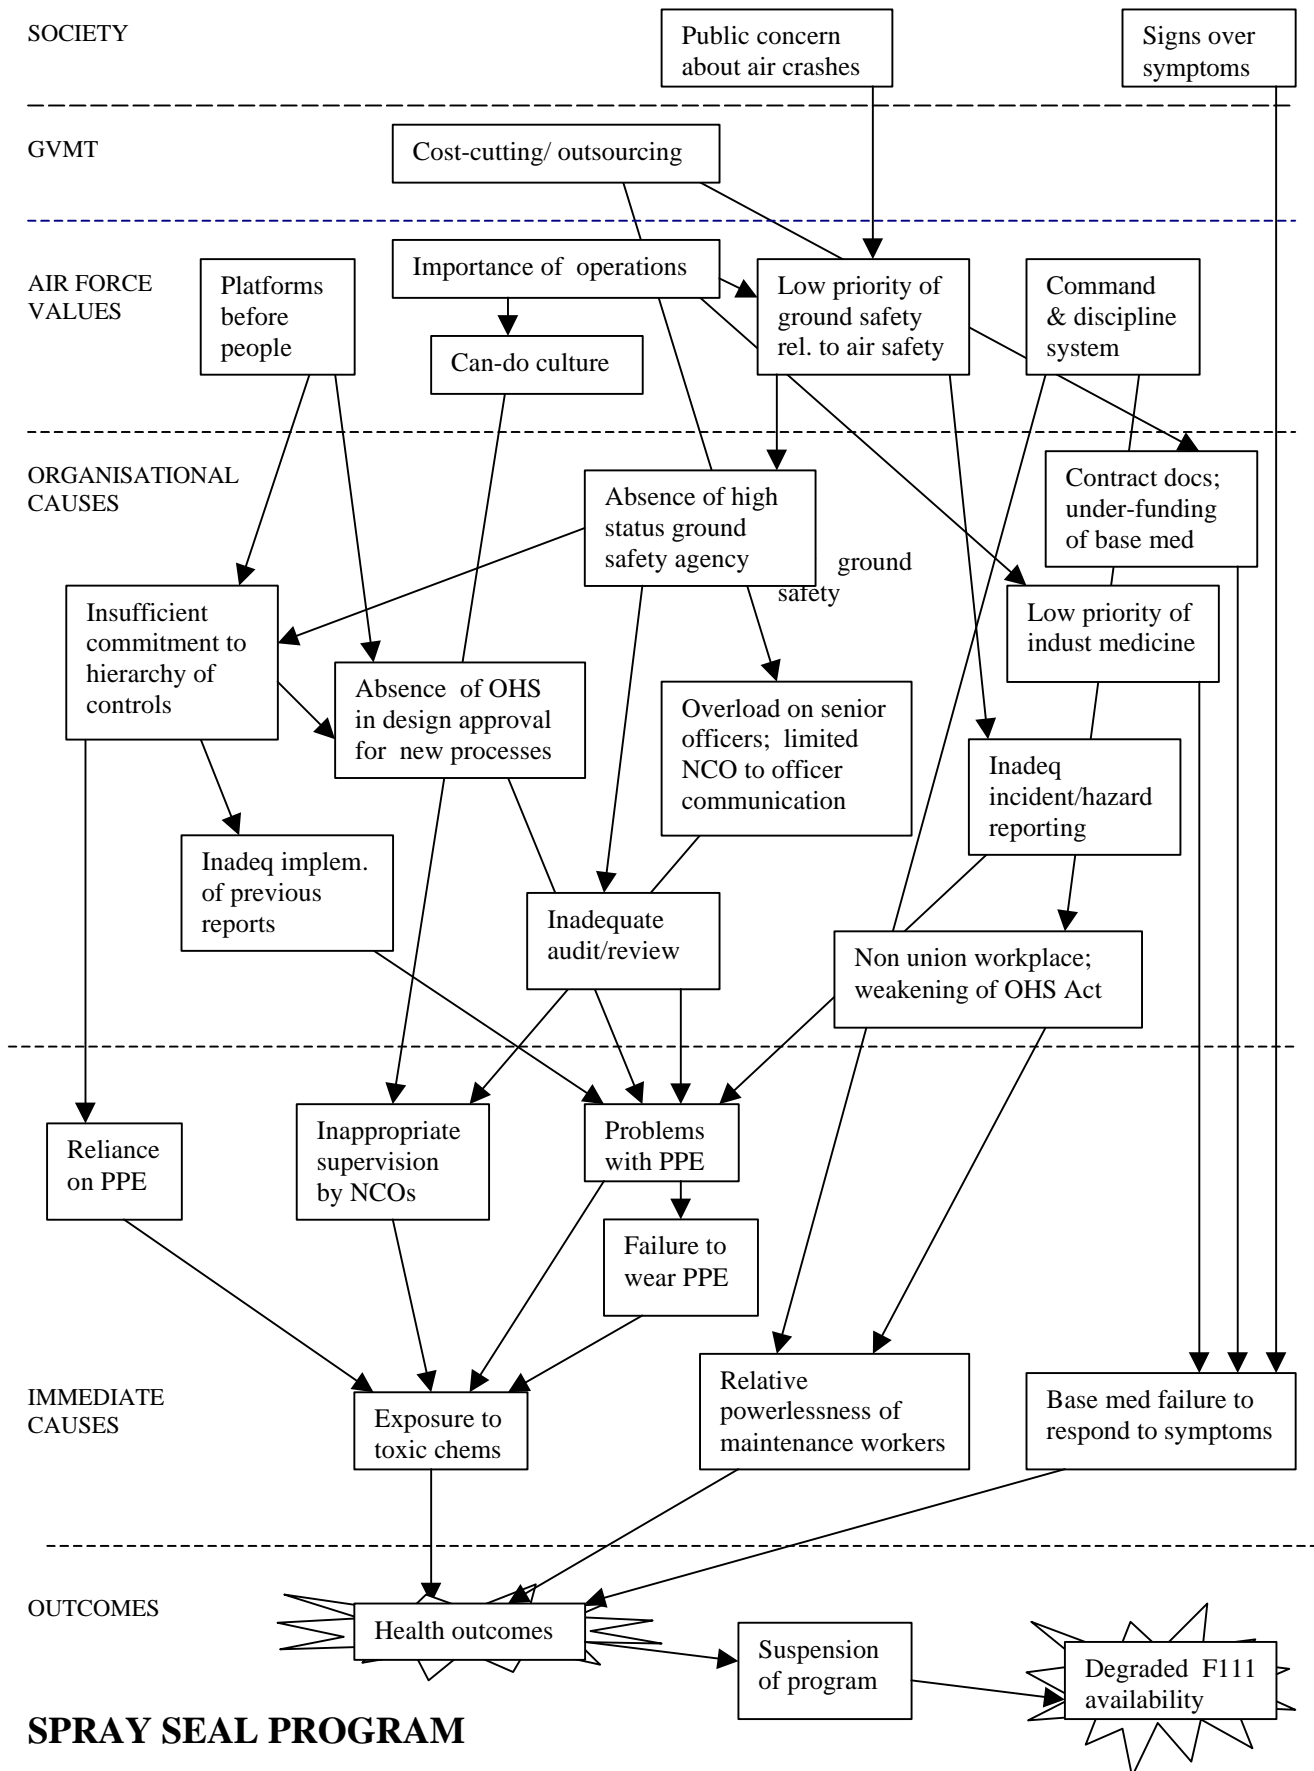 SOCIETY
Public concern
about air crashes
Signs over
symptoms
GVMT
Cost-cutting/ outsourcing
AIR FORCE
VALUES
Platforms
before
people
Importance of operations
Can-do culture
Low priority of
ground safety
rel. to air safety
Command
& discipline
system
ORGANISATIONAL
CAUSES
Absence of high
status ground
safety agency
ground
safety
Contract docs;
under-funding
of base med
Insufficient
commitment to
hierarchy of
controls
Low priority of
indust medicine
Absence of OHS
in design approval
for new processes
Overload on senior
officers; limited
NCO to officer
communication
Inadeq
incident/hazard
reporting
Inadeq implem.
of previous
reports
Inadequate
audit/review
Non union workplace;
weakening of OHS Act
Reliance
on PPE
Inappropriate
supervision
by NCOs
Problems
with PPE
Failure to
wear PPE
IMMEDIATE
CAUSES
Exposure to
toxic chems
Relative
powerlessness of
maintenance workers
Base med failure to
respond to symptoms
OUTCOMES
Health outcomes
Suspension
of program
Degraded F111
availability
SPRAY SEAL PROGRAM